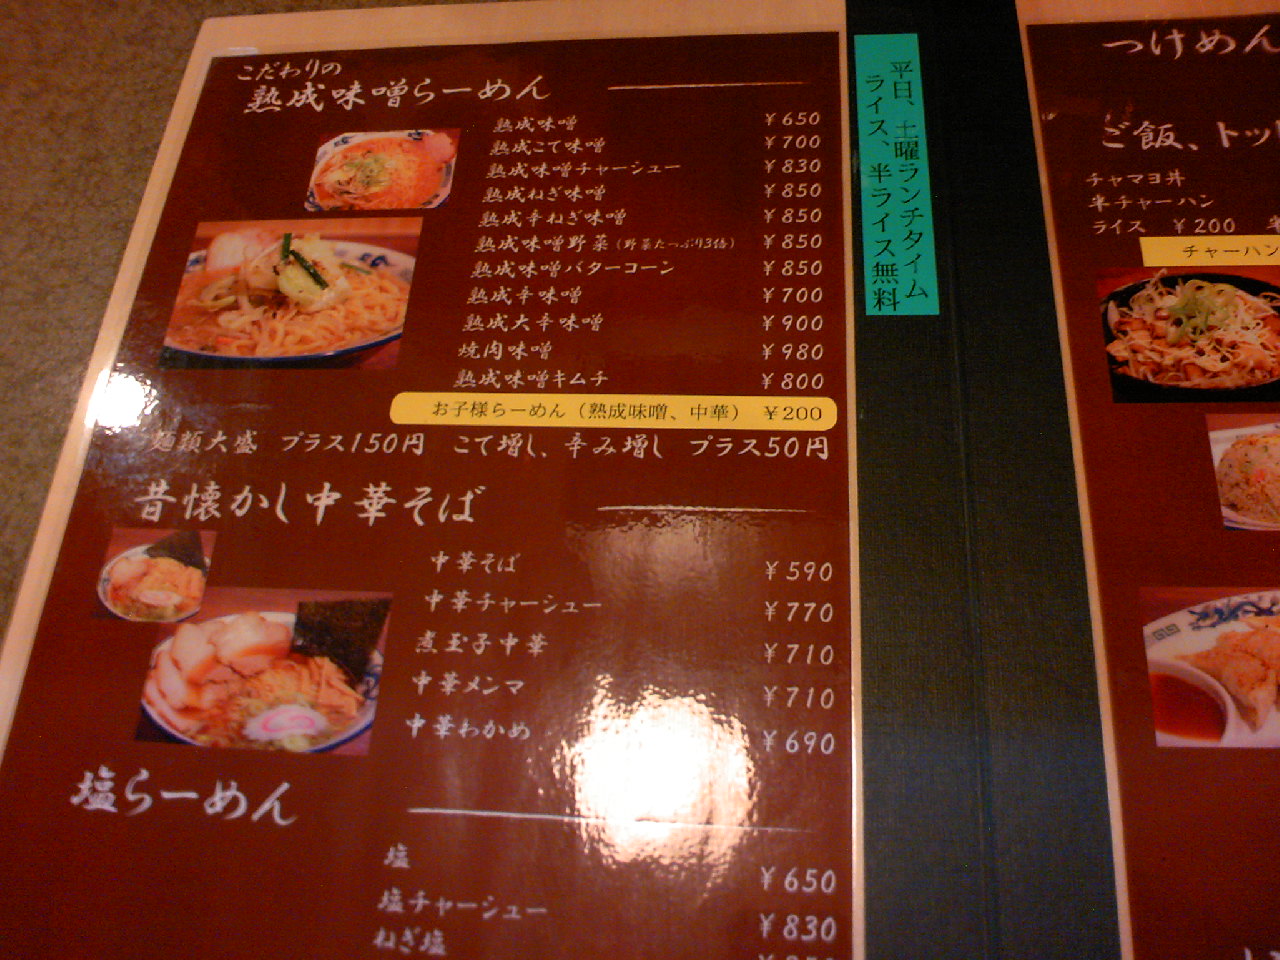 こだわりの
熟成味噌らーめん
熟成味噌 ¥650
熟成こて味噌 ¥700
熟成味噌チャーシュー ¥830
熟成ねぎ味噌 ¥850
熟成辛ねぎ味噌 ¥850
熟成味噌野菜(野菜たっぷり3倍) ¥850
熟成味噌バターコーン ¥850
熟成辛味噌 ¥700
熟成大辛味噌 ¥900
焼肉味噌 ¥980
熟成味噌キムチ ¥800
お子様らーめん(熟成味噌、中華) ¥200
麺類大盛 プラス150円 こて増し、辛み増し プラス50円
昔懐かし中華そば
中華そば ¥590
中華チャーシュー ¥770
煮玉子中華 ¥710
中華メンマ ¥710
中華わかめ ¥690
塩らーめん
塩 ¥650
塩チャーシュー ¥830
ねぎ塩
平日、土曜ランチタイム
ライス、半ライス無料
つけめん
ご飯、トッ
チャマヨ丼
半チャーハン
ライス ¥200
チャーハン